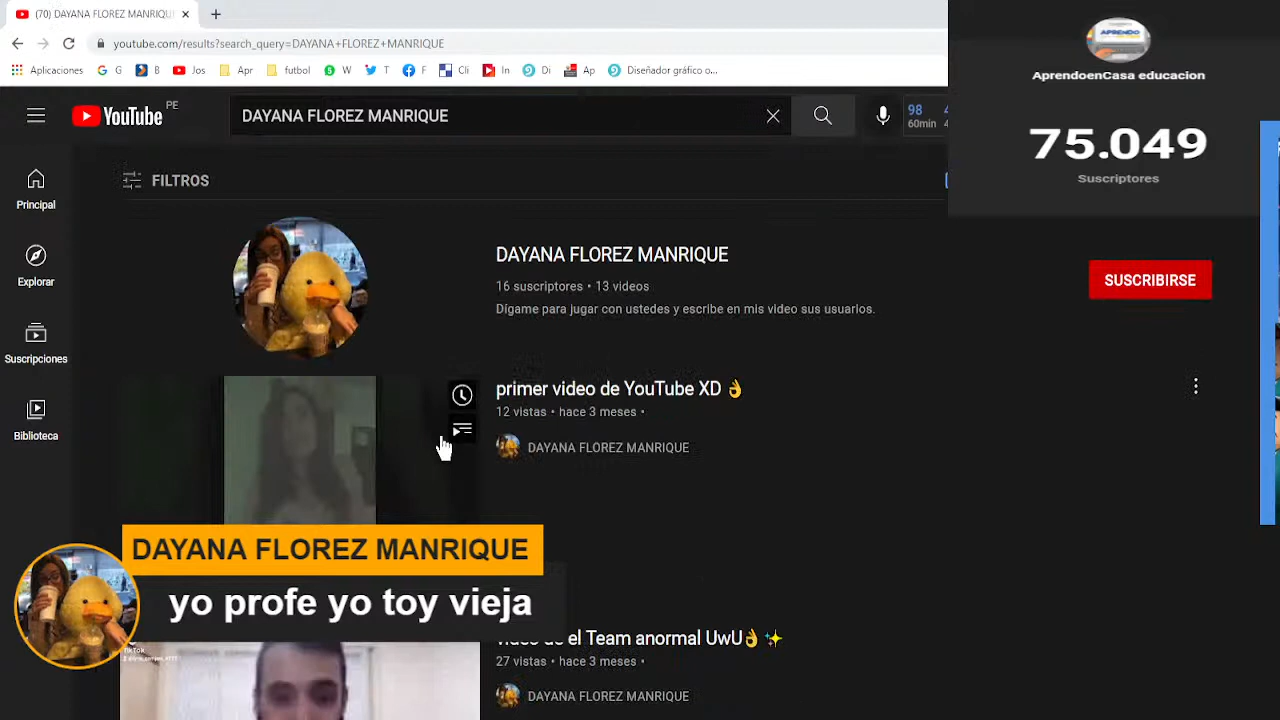 (70) DAYANA FLOREZ MANRIQU
youtube.com/results?search_query=DAYANA+FLOREZ+MANRIQUE
Aplicaciones G B Jos Apr futbol W T F Cli In Di Ap Diseñador gráfico o...
APRENDO
AprendoenCasa educacion
75.049
Suscriptores
YouTube PE
DAYANA FLOREZ MANRIQUE
98
60min
FILTROS
Principal
Explorar
Suscripciones
Biblioteca
DAYANA FLOREZ MANRIQUE
16 suscriptores • 13 videos
Dígame para jugar con ustedes y escribe en mis video sus usuarlos.
SUSCRIBIRSE
primer video de YouTube XD 👌
12 vistas • hace 3 meses •
DAYANA FLOREZ MANRIQUE
DAYANA FLOREZ MANRIQUE
yo profe yo toy vieja
de el Team anormal UwU👌✨
27 vistas • hace 3 meses •
DAYANA FLOREZ MANRIQUE
TikTok